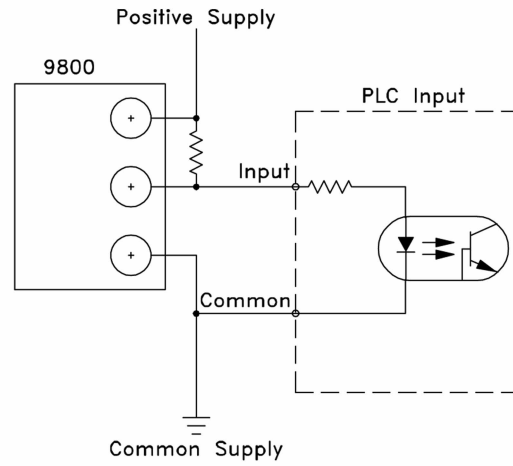 Positive Supply
9800
PLC Input
Input
Common
Common Supply